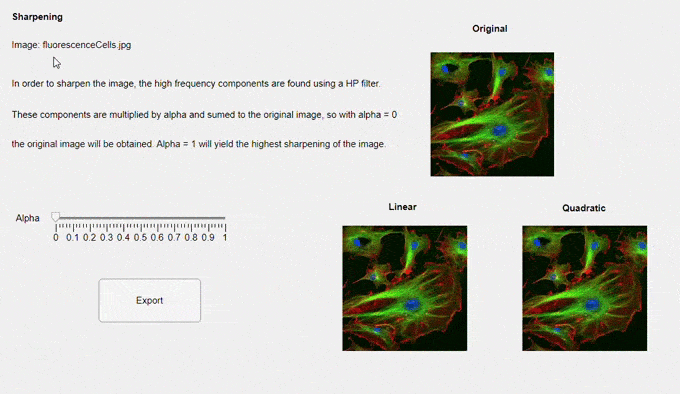 Sharpening
Original
Image: fluorescenceCells.jpg
In order to sharpen the image, the high frequency components are found using a HP filter.
These components are multiplied by alpha and sumed to the original image, so with alpha = 0
the original image will be obtained. Alpha = 1 will yield the highest sharpening of the image.
Linear
Quadratic
Alpha
0 0.1 0.2 0.3 0.4 0.5 0.6 0.7 0.8 0.9 1
Export